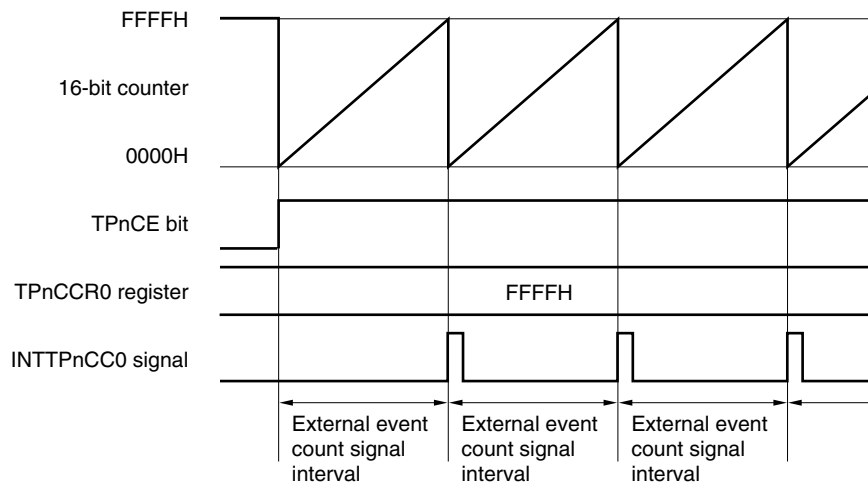 FFFFH
16-bit counter
0000H
TPnCE bit
TPnCCR0 register
FFFFH
INTTPnCC0 signal
External event
count signal
interval
External event
count signal
interval
External event
count signal
interval